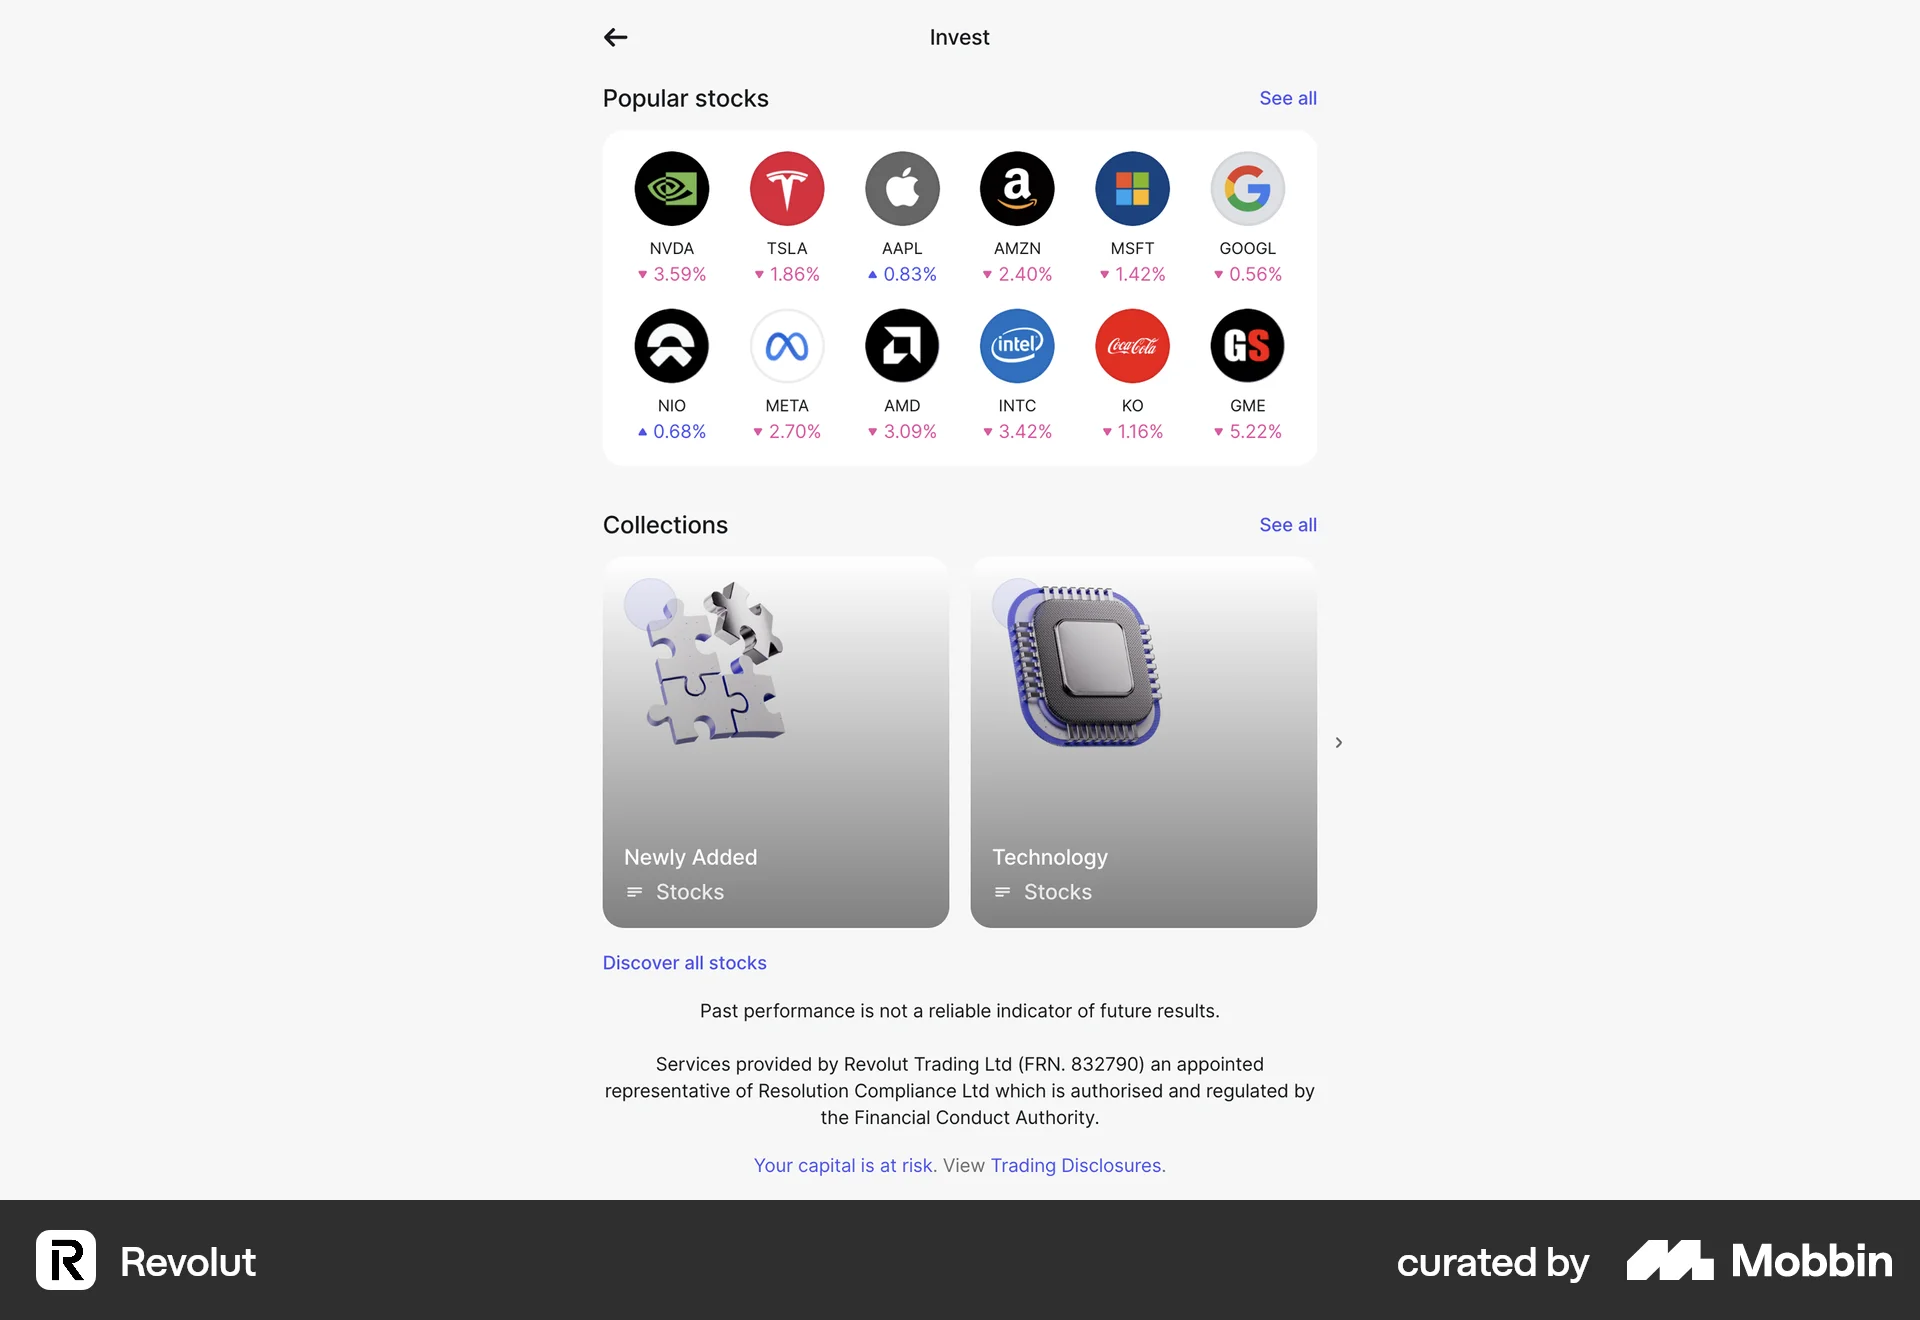 Invest
Popular stocks
See all
a
G
NVDA
TSLA
AAPL
AMZN
MSFT
GOOGL
▼ 3.59%
▼ 1.86%
▲ 0.83%
▼ 2.40%
▼ 1.42%
▼ 0.56%
intel
Coca-Cola
GS
NIO
META
AMD
INTC
KO
GME
▲ 0.68%
▼ 2.70%
▼ 3.09%
▼ 3.42%
▼ 1.16%
▼ 5.22%
Collections
See all
Newly Added
Stocks
Technology
Stocks
Discover all stocks
Past performance is not a reliable indicator of future results.
Services provided by Revolut Trading Ltd (FRN. 832790) an appointed
representative of Resolution Compliance Ltd which is authorised and regulated by
the Financial Conduct Authority.
Your capital is at risk. View Trading Disclosures.
R
Revolut
curated by
Mobbin